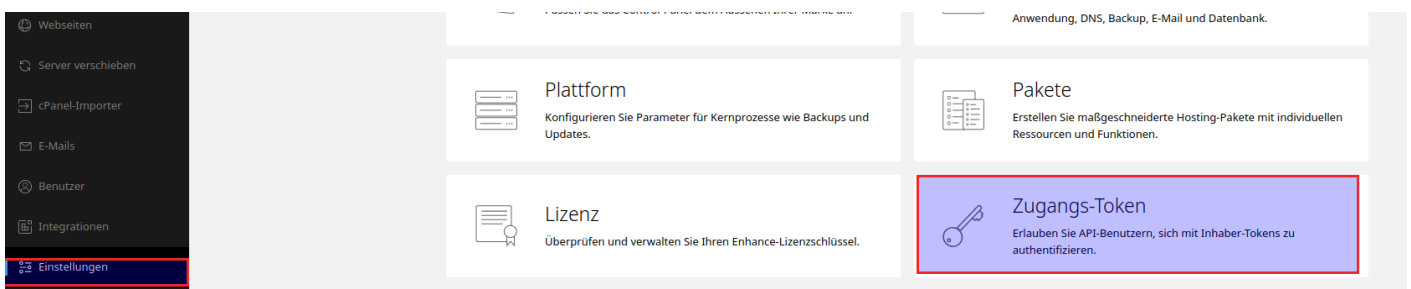 Webseiten
Server verschieben
cPanel-Importer
E-Mails
Benutzer
Integrationen
Einstellungen
Anwendung, DNS, Backup, E-Mail und Datenbank.
Plattform
Konfigurieren Sie Parameter für Kernprozesse wie Backups und
Updates.
Pakete
Erstellen Sie maßgeschneiderte Hosting-Pakete mit individuellen
Ressourcen und Funktionen.
Lizenz
Überprüfen und verwalten Sie Ihren Enhance-Lizenzschlüssel.
Zugangs-Token
Erlauben Sie API-Benutzern, sich mit Inhaber-Tokens zu
authentifizieren.